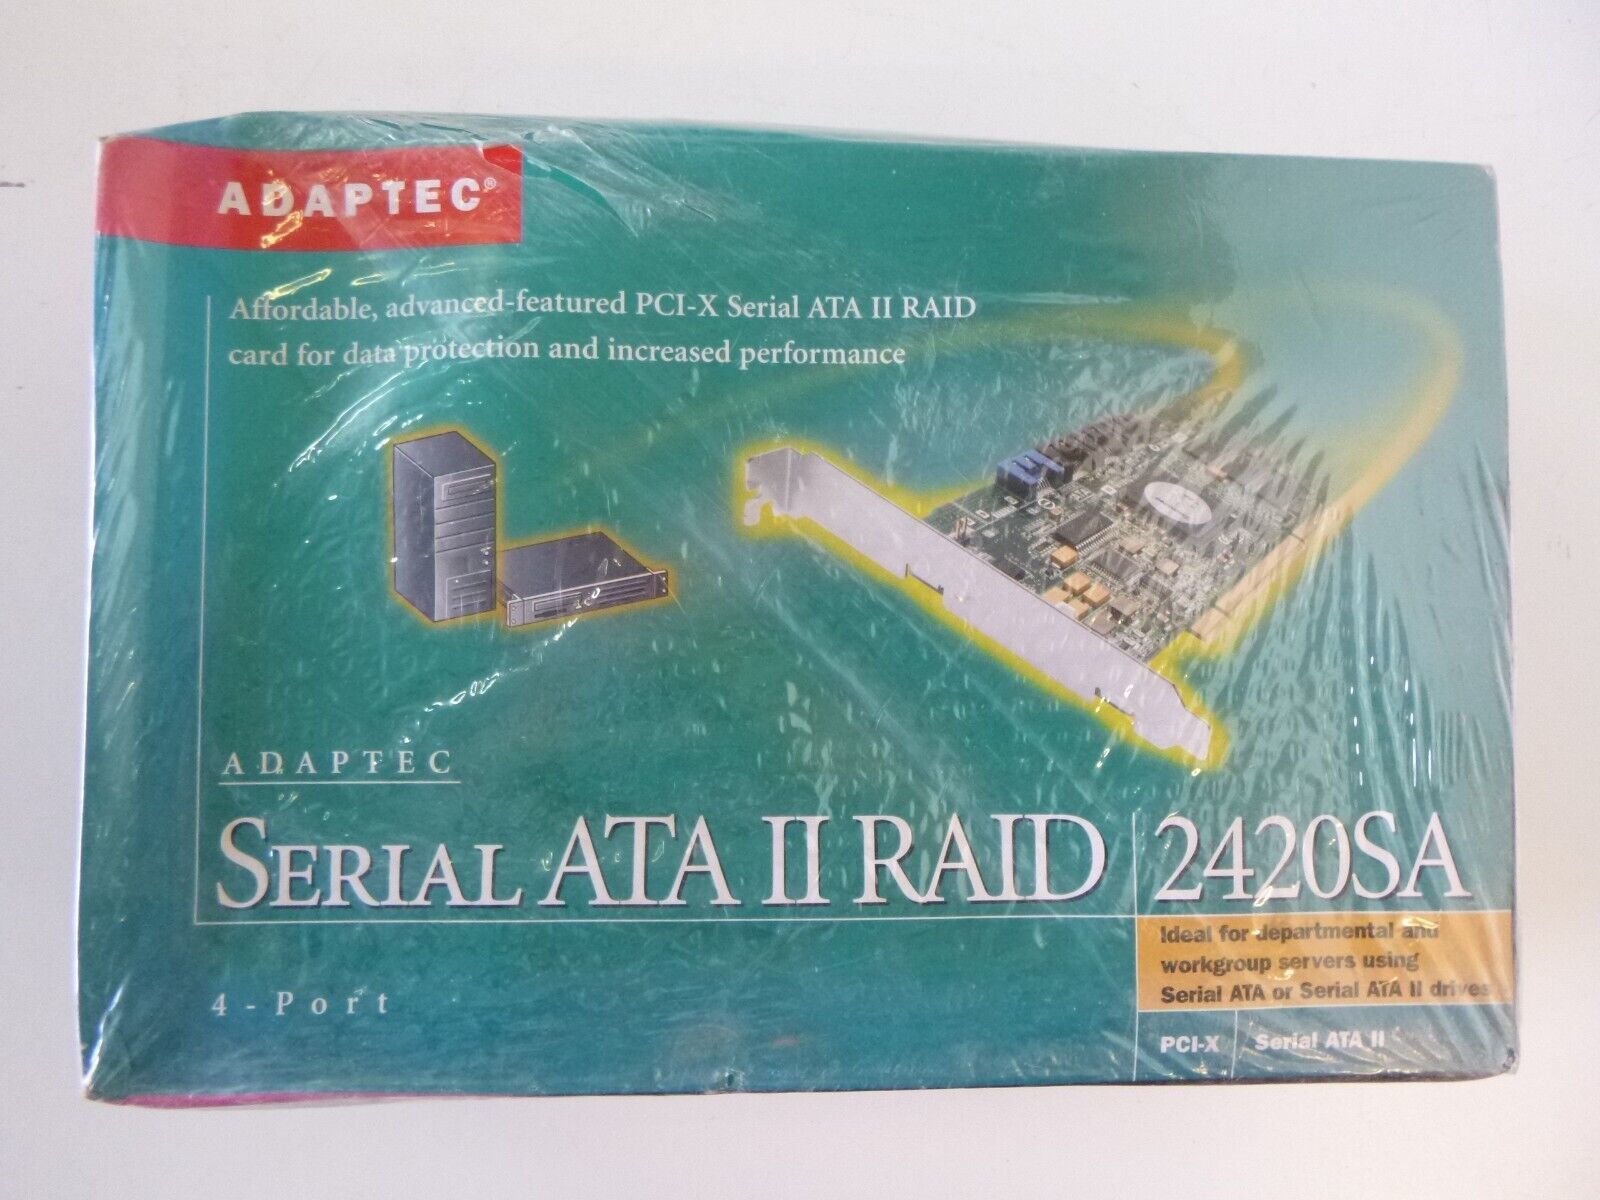 ADAPTEC®
Affordable, advanced-featured PCI-X Serial ATA II RAID
card for data protection and increased performance
ADAPTEC
SERIAL ATA II RAID 2420SA
Ideal for departmental and
workgroup servers using
Serial ATA or Serial ATA II drives
4-Port
PCI-X Serial ATA II